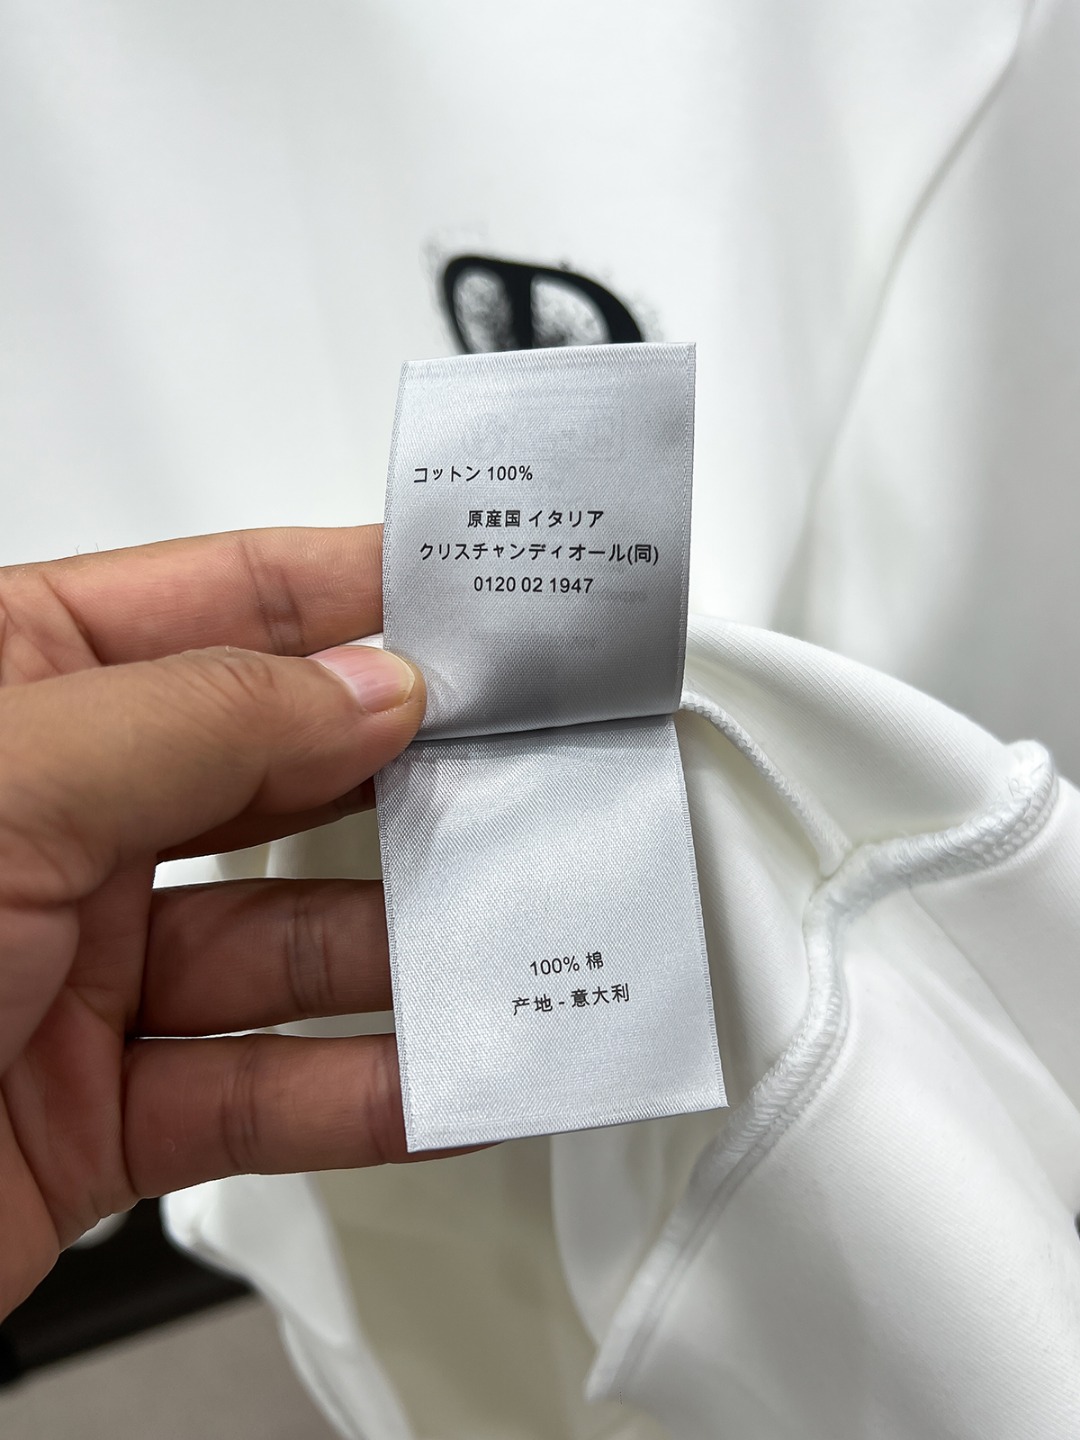 コットン 100%
原産国 イタリア
クリスチャンディオール(同)
0120 02 1947
100% 棉
产地 - 意大利